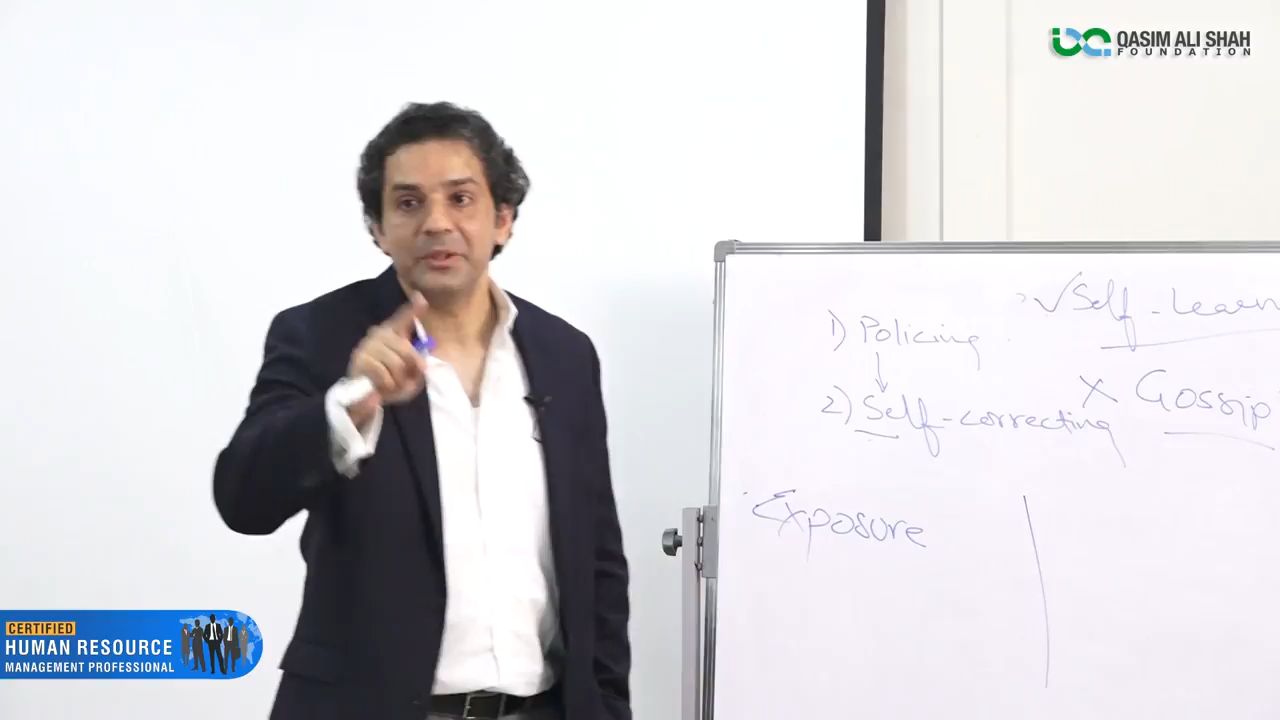 QASIM ALI SHAH
FOUNDATION
✓ Self-Learn
1) Policing
↓
2) Self-correcting
X Gossip
Exposure
CERTIFIED
HUMAN RESOURCE
MANAGEMENT PROFESSIONAL